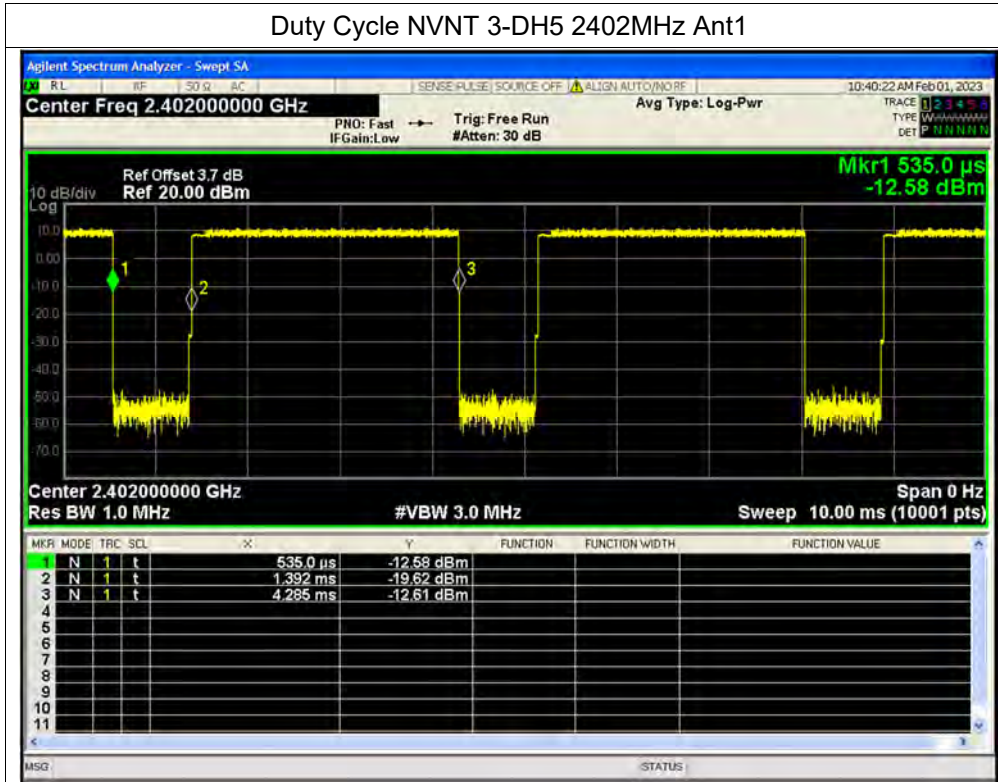 Duty Cycle NVNT 3-DH5 2402MHz Ant1
Agilent Spectrum Analyzer - Swept SA
LXI RL RF 50 Ω AC SENSE:PULSE SOURCE OFF ALIGN AUTO/NO RF 10:40:22 AM Feb 01, 2023
Center Freq 2.402000000 GHz Avg Type: Log-Pwr TRACE 1 2 3 4 5 6
PNO: Fast Trig: Free Run TYPE W
IFGain:Low #Atten: 30 dB DET P N N N N N
Mkr1 535.0 µs
Ref Offset 3.7 dB
10 dB/div Ref 20.00 dBm -12.58 dBm
Log
10.0
0.00
1 3
-10.0
2
-20.0
-30.0
-40.0
-50.0
-60.0
-70.0
Center 2.402000000 GHz Span 0 Hz
Res BW 1.0 MHz #VBW 3.0 MHz Sweep 10.00 ms (10001 pts)
MKR MODE TRC SCL X Y FUNCTION FUNCTION WIDTH FUNCTION VALUE
1 N 1 t 535.0 µs -12.58 dBm
2 N 1 t 1.392 ms -19.62 dBm
3 N 1 t 4.285 ms -12.61 dBm
4
5
6
7
8
9
10
11
MSG STATUS